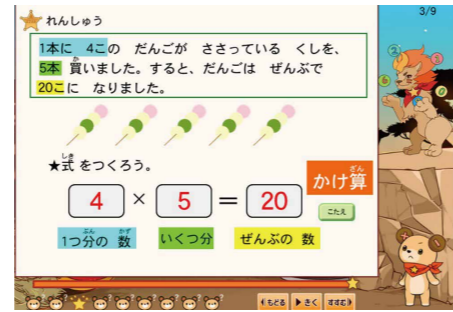 3/9
れんしゅう
1本に 4この だんごが ささっている くしを、
5本 買いました。すると、だんごは ぜんぶで
20こに なりました。
★式 をつくろう。
かけ算
4 × 5 = 20
こたえ
1つ分の 数 いくつ分 ぜんぶの 数
もどる ▶きく すすむ